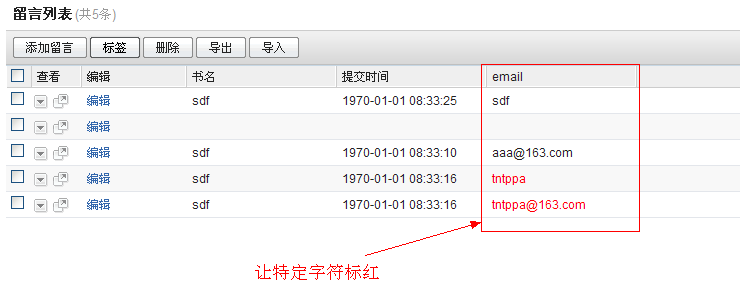 留言列表 (共5条)
添加留言 标签 删除 导出 导入
查看 编辑 书名 提交时间 email
编辑 sdf 1970-01-01 08:33:25 sdf
编辑
编辑 sdf 1970-01-01 08:33:10 aaa@163.com
编辑 sdf 1970-01-01 08:33:16 tntppa
编辑 sdf 1970-01-01 08:33:16 tntppa@163.com
让特定字符标红